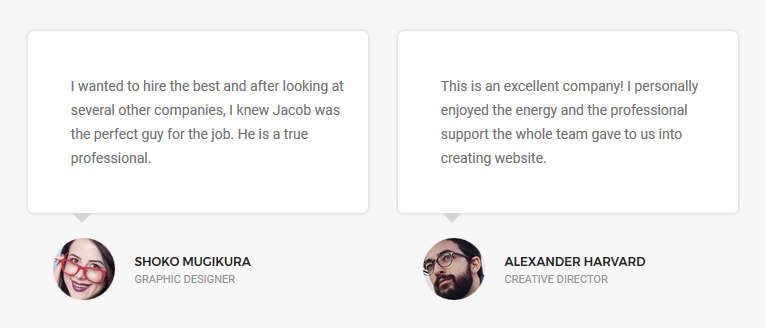 I wanted to hire the best and after looking at
several other companies, I knew Jacob was
the perfect guy for the job. He is a true
professional.
SHOKO MUGIKURA
GRAPHIC DESIGNER
This is an excellent company! I personally
enjoyed the energy and the professional
support the whole team gave to us into
creating website.
ALEXANDER HARVARD
CREATIVE DIRECTOR